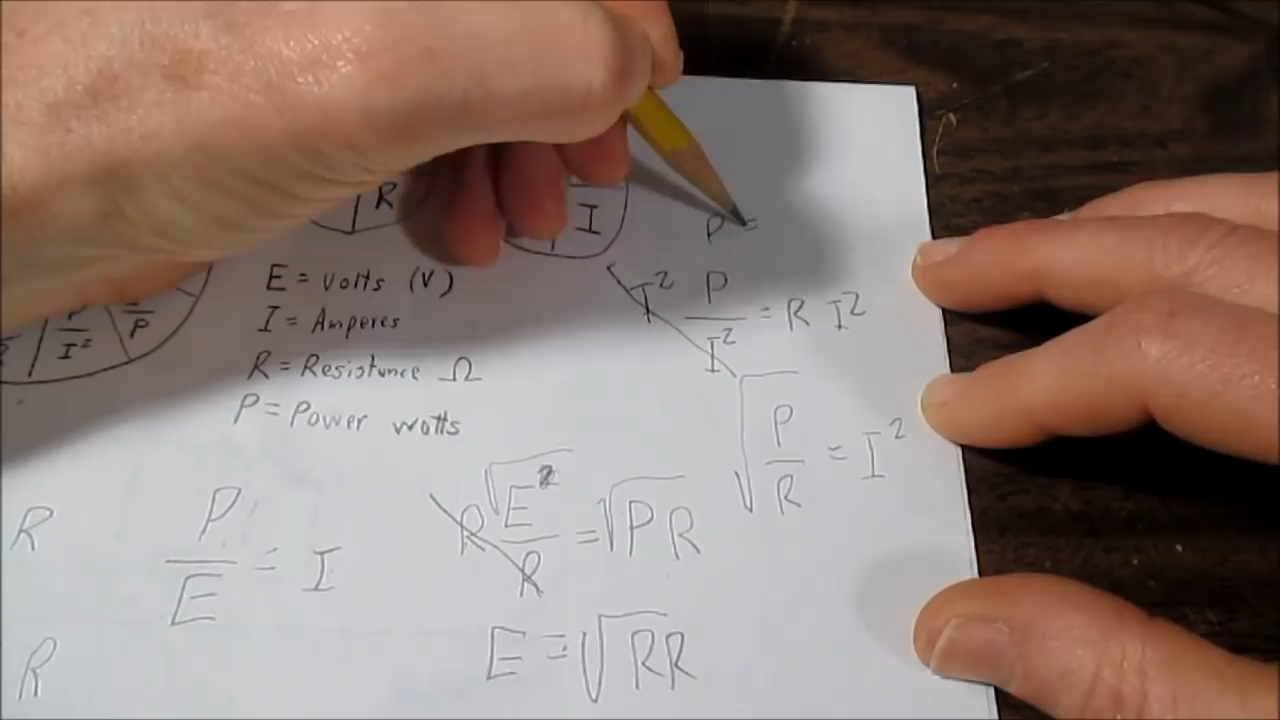 R
I
P =
E = Volts (V)
I = Amperes
R = Resistance Ω
P = Power watts
P/I²
P
I² P/I² = R I²
√P/R = I²
R
P/E = I
R √E²/R = √PR
E = √RR
R